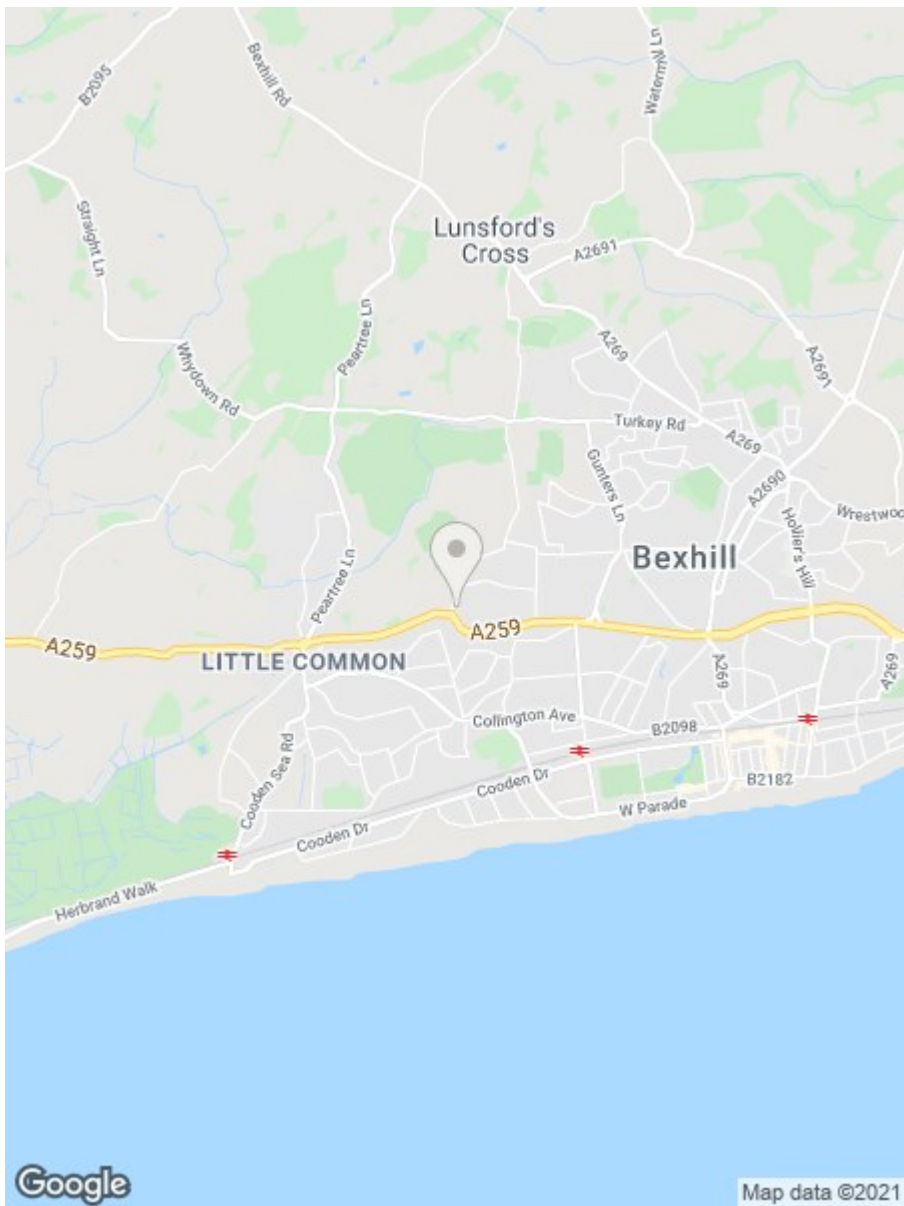 B2095
Bexhill Rd
Watermill Ln
Straight Ln
Lunsford's
Cross
A2691
Peartree Ln
A269
A2691
Whydown Rd
Turkey Rd
A269
Gunters Ln
A2690
Wrestwoo
Hollier's Hill
Bexhill
Peartree Ln
A259
A259
LITTLE COMMON
A269
A269
Collington Ave
B2098
Cooden Sea Rd
Cooden Dr
B2182
W Parade
Cooden Dr
Herbrand Walk
Google
Map data ©2021